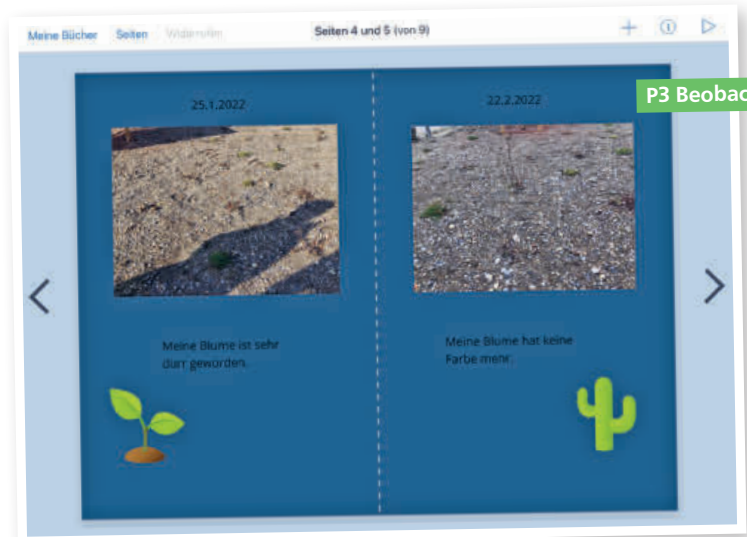 Meine Bücher Seiten Widerrufen Seiten 4 und 5 (von 9)
P3 Beobac
25.1.2022
Meine Blume ist sehr
dürr geworden.
22.2.2022
Meine Blume hat keine
Farbe mehr.